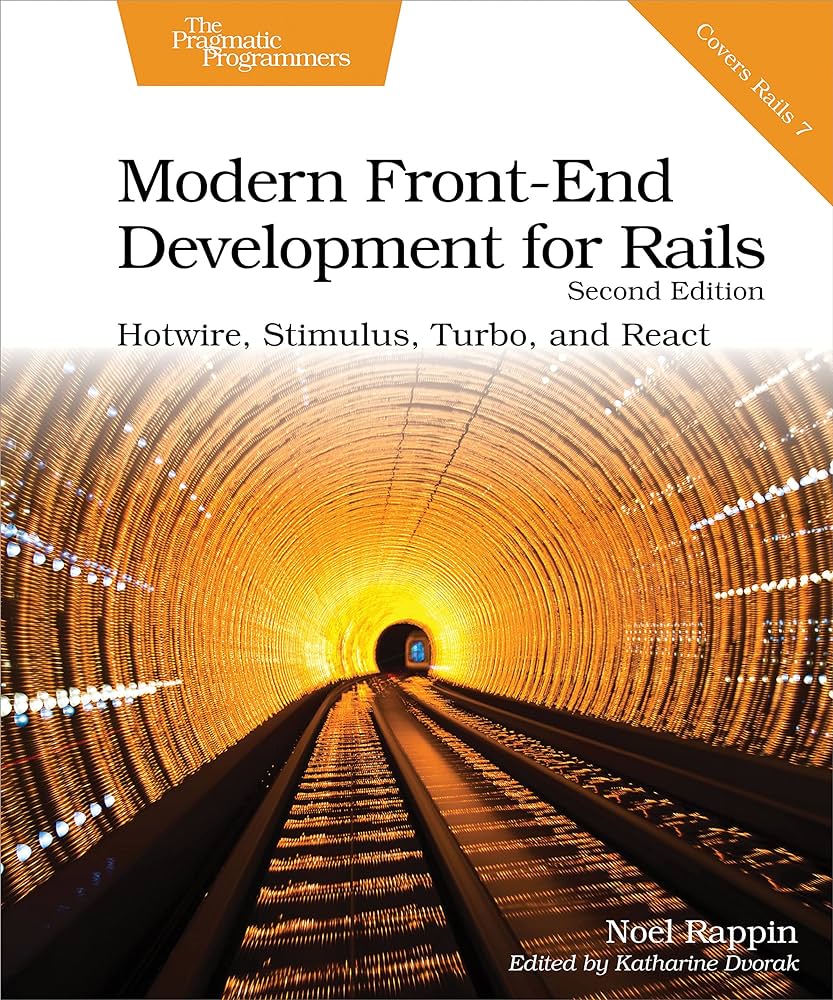 The
Pragmatic
Programmers
Covers Rails 7
Modern Front-End
Development for Rails
Second Edition
Hotwire, Stimulus, Turbo, and React
Noel Rappin
Edited by Katharine Dvorak